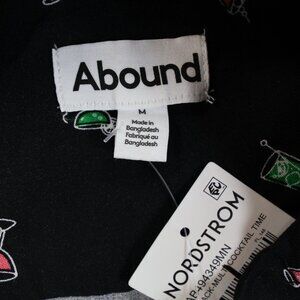 Abound
M
Made in
Bangladesh
Fabriqué au
Bangladesh
NORDSTROM
COCKTAIL TIME